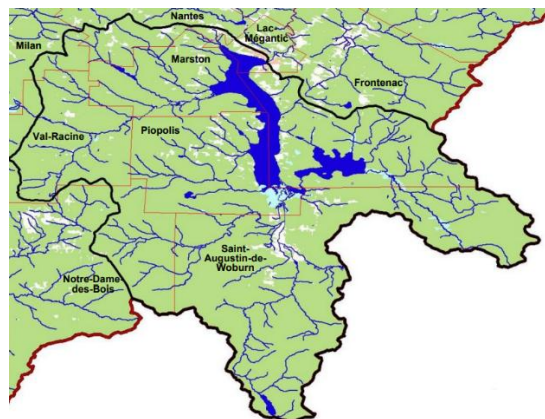 Nantes
Lac-
Mégantic
Milan
Marston
Frontenac
Val-Racine
Piopolis
Saint-
Augustin-de-
Woburn
Notre-Dame-
des-Bois